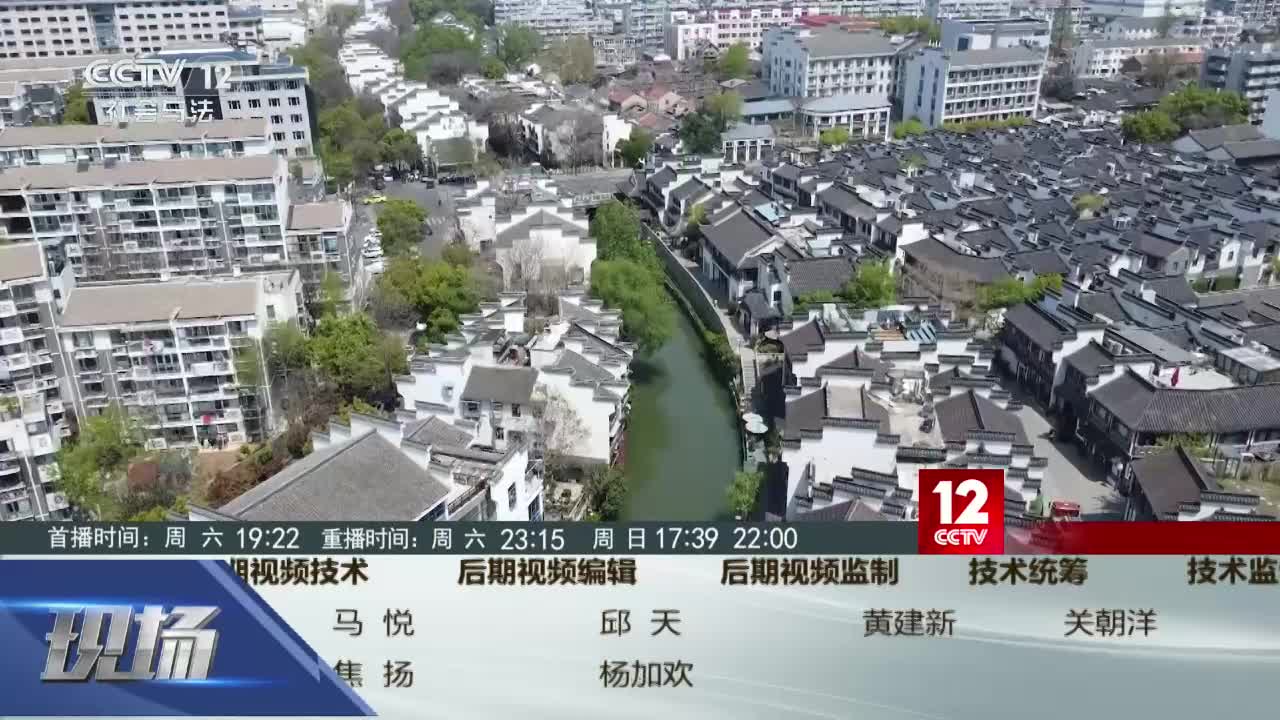 CCTV 12
社会与法
12
CCTV
首播时间：周 六 19:22 重播时间：周 六 23:15 周 日 17:39 22:00
期视频技术 后期视频编辑 后期视频监制 技术统筹 技术监
现场
马 悦 邱 天 黄建新 关朝洋
焦 扬 杨加欢